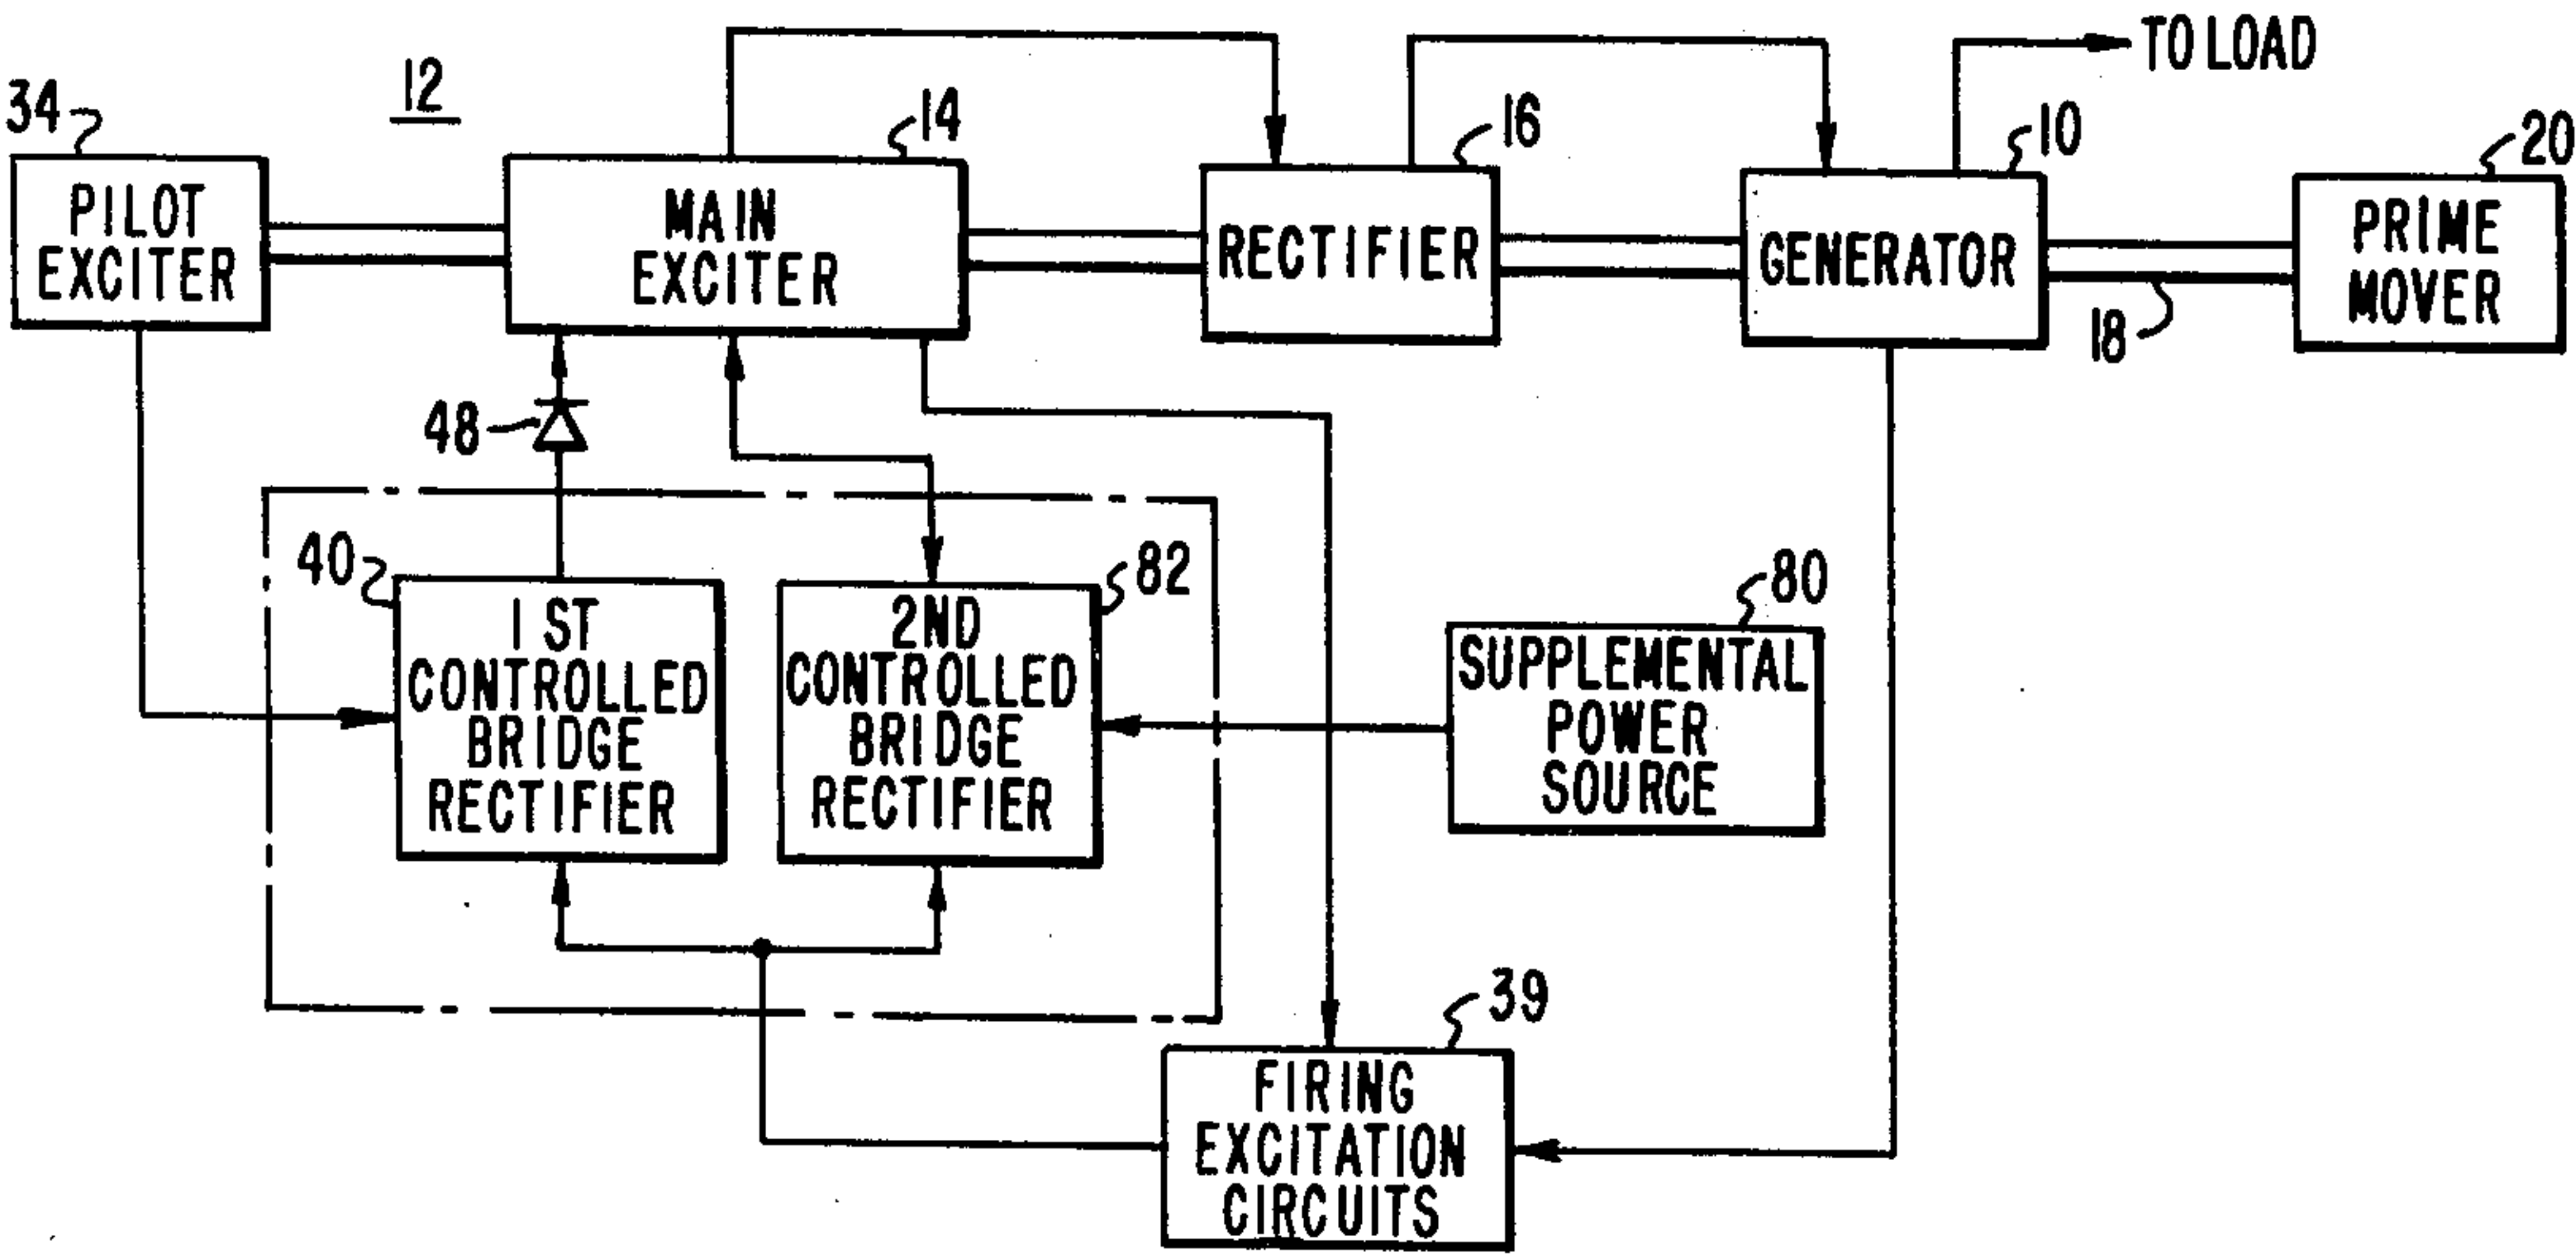 TO LOAD
12
34
14
16
10
20
PILOT
EXCITER
MAIN
EXCITER
RECTIFIER
GENERATOR
PRIME
MOVER
18
48
40
82
80
1 ST
CONTROLLED
BRIDGE
RECTIFIER
2ND
CONTROLLED
BRIDGE
RECTIFIER
SUPPLEMENTAL
POWER
SOURCE
39
FIRING
EXCITATION
CIRCUITS